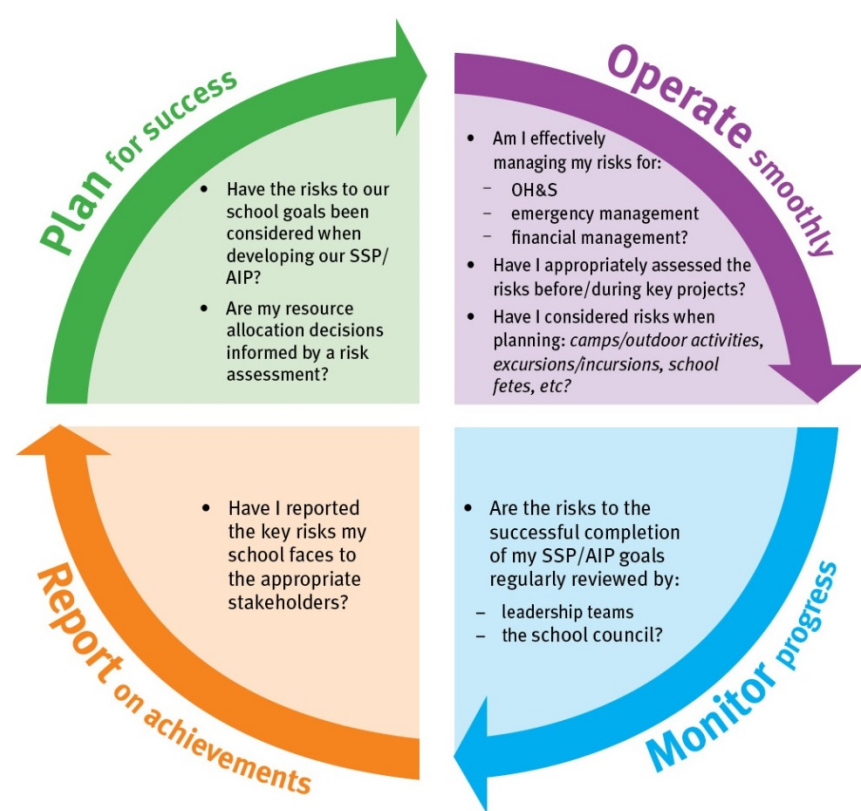 Plan for success
• Have the risks to our
school goals been
considered when
developing our SSP/
AIP?
• Are my resource
allocation decisions
informed by a risk
assessment?
Operate smoothly
• Am I effectively
managing my risks for:
– OH&S
– emergency management
– financial management?
• Have I appropriately assessed the
risks before/during key projects?
• Have I considered risks when
planning: camps/outdoor activities,
excursions/incursions, school
fetes, etc?
Monitor progress
• Are the risks to the
successful completion
of my SSP/AIP goals
regularly reviewed by:
– leadership teams
– the school council?
Report on achievements
• Have I reported
the key risks my
school faces to
the appropriate
stakeholders?